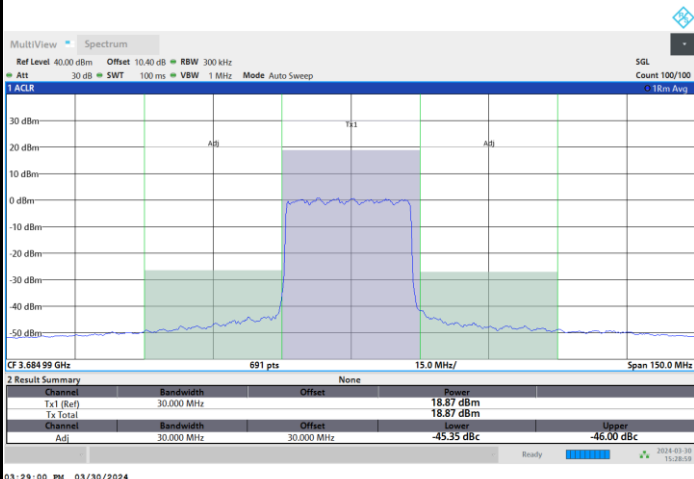 MultiView Spectrum
Ref Level 40.00 dBm Offset 10.40 dB RBW 300 kHz SGL
Att 30 dB SWT 100 ms VBW 1 MHz Mode Auto Sweep Count 100/100
1 ACLR 1Rm Avg
30 dBm
Tx1
20 dBm Adj Adj
10 dBm
0 dBm
-10 dBm
-20 dBm
-30 dBm
-40 dBm
-50 dBm
CF 3.684 99 GHz 691 pts 15.0 MHz/ Span 150.0 MHz
2 Result Summary None
Channel Bandwidth Offset Power
Tx1 (Ref) 30.000 MHz 18.87 dBm
Tx Total 18.87 dBm
Channel Bandwidth Offset Lower Upper
Adj 30.000 MHz 30.000 MHz -45.35 dBc -46.00 dBc
Ready 2024-03-30
15:28:59
03:29:00 PM 03/30/2024